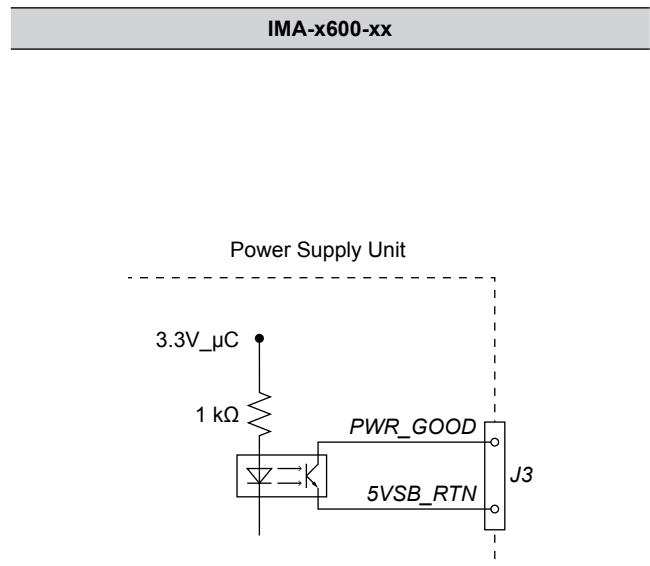 IMA-x600-xx
Power Supply Unit
3.3V_µC
1 kΩ
PWR_GOOD
J3
5VSB_RTN